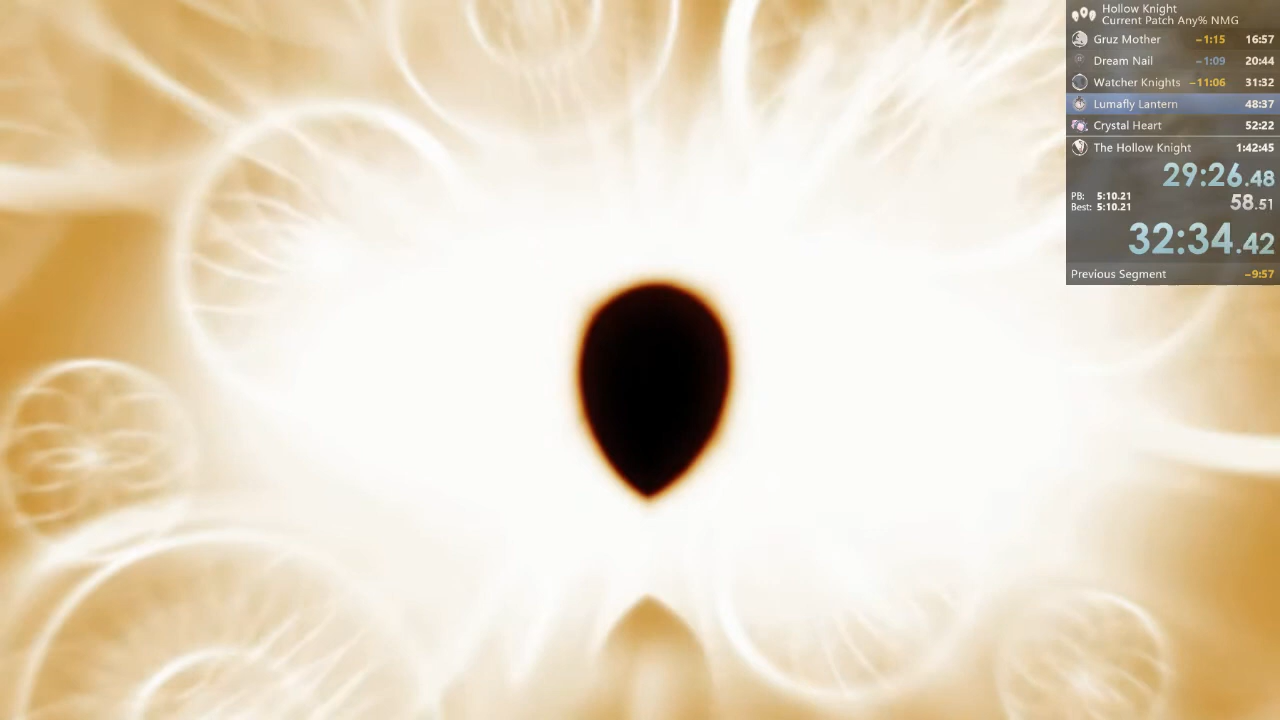 Hollow Knight
Current Patch Any% NMG
Gruz Mother −1:15 16:57
Dream Nail −1:09 20:44
Watcher Knights −11:06 31:32
Lumafly Lantern 48:37
Crystal Heart 52:22
The Hollow Knight 1:42:45
29:26.48
PB: 5:10.21
Best: 5:10.21
58.51
32:34.42
Previous Segment −9:57